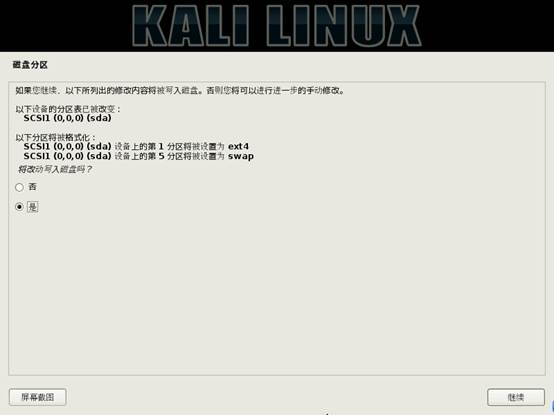 KALI LINUX
磁盘分区
如果您继续，以下所列出的修改内容将被写入磁盘。否则您将可以进行进一步的手动修改。
以下设备的分区表已被改变：
SCSI1 (0,0,0) (sda)
以下分区将被格式化：
SCSI1 (0,0,0) (sda) 设备上的第 1 分区将被设置为 ext4
SCSI1 (0,0,0) (sda) 设备上的第 5 分区将被设置为 swap
将改动写入磁盘吗？
否
是
屏幕截图
继续